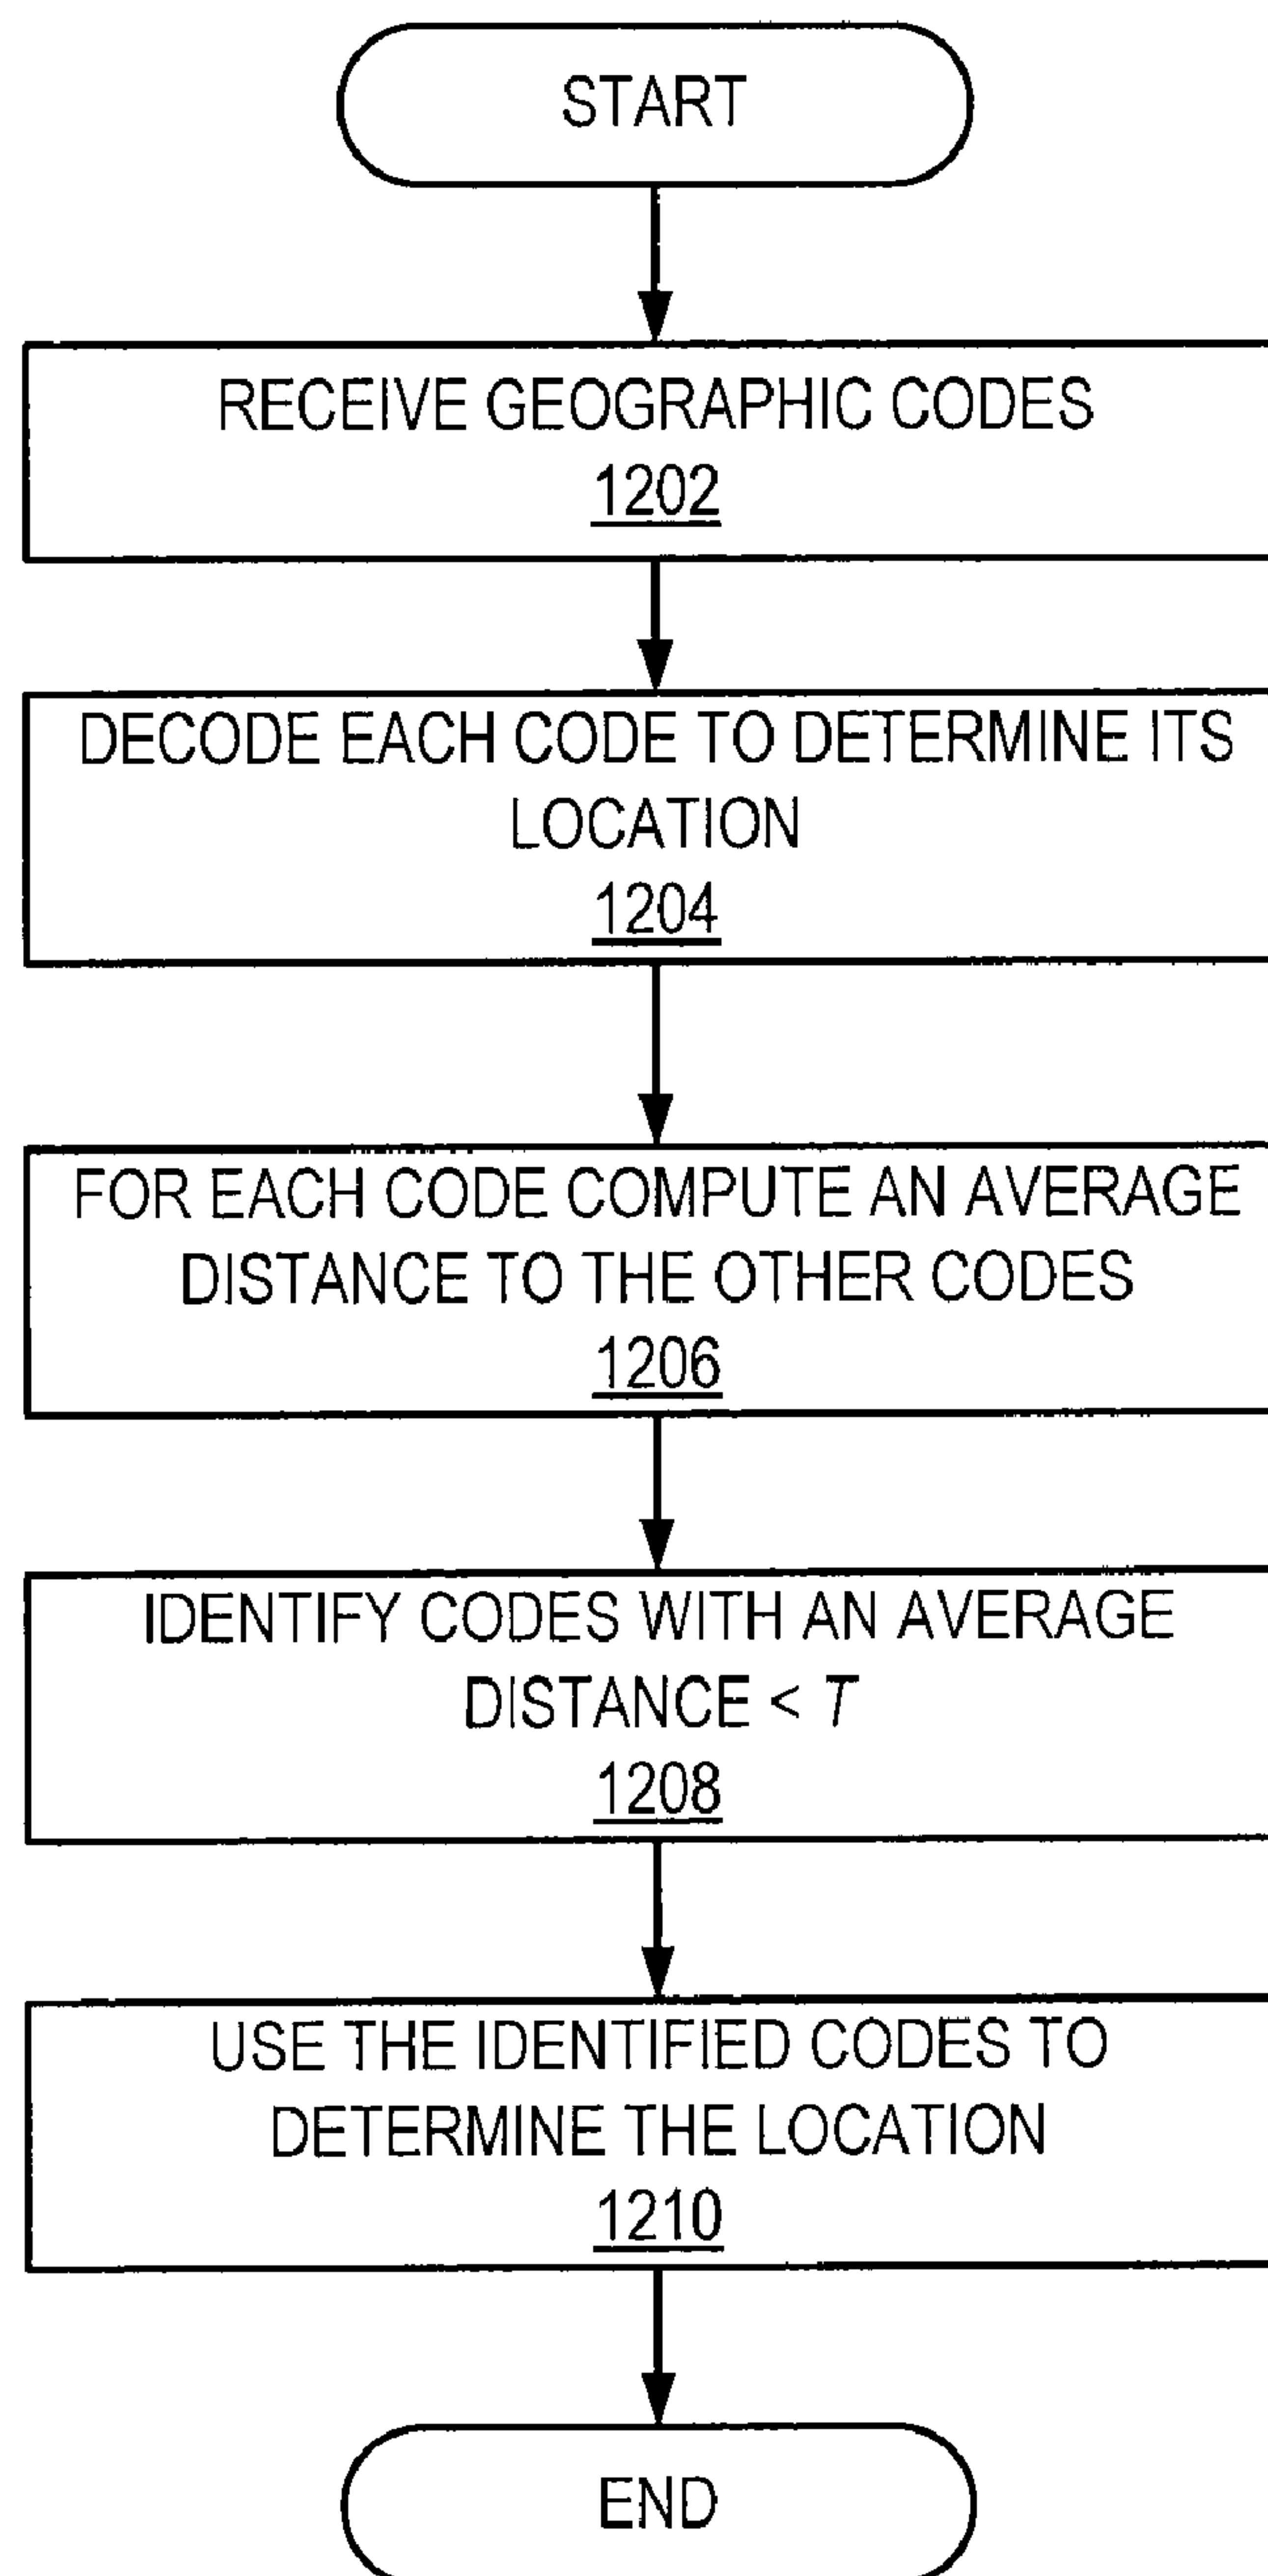 START
RECEIVE GEOGRAPHIC CODES
1202
DECODE EACH CODE TO DETERMINE ITS
LOCATION
1204
FOR EACH CODE COMPUTE AN AVERAGE
DISTANCE TO THE OTHER CODES
1206
IDENTIFY CODES WITH AN AVERAGE
DISTANCE < T
1208
USE THE IDENTIFIED CODES TO
DETERMINE THE LOCATION
1210
END